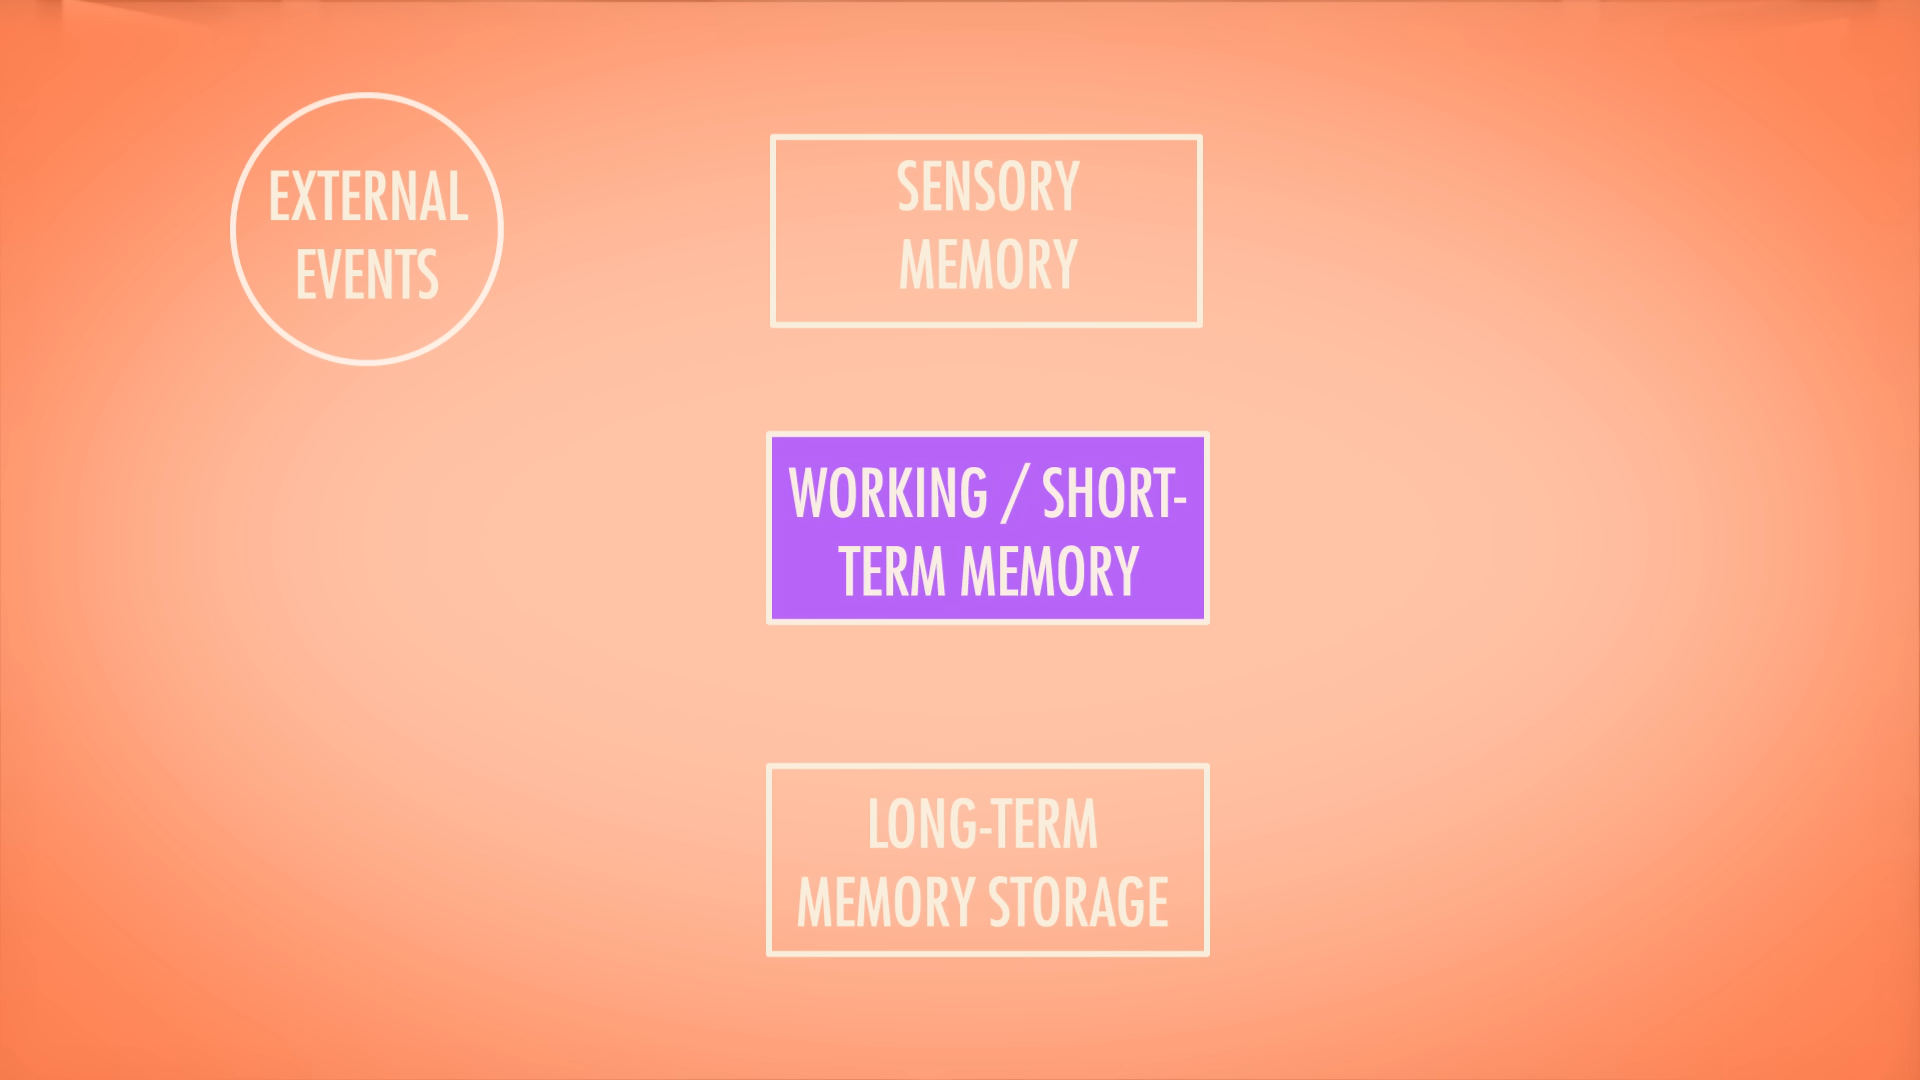 EXTERNAL
EVENTS
SENSORY
MEMORY
WORKING / SHORT-
TERM MEMORY
LONG-TERM
MEMORY STORAGE